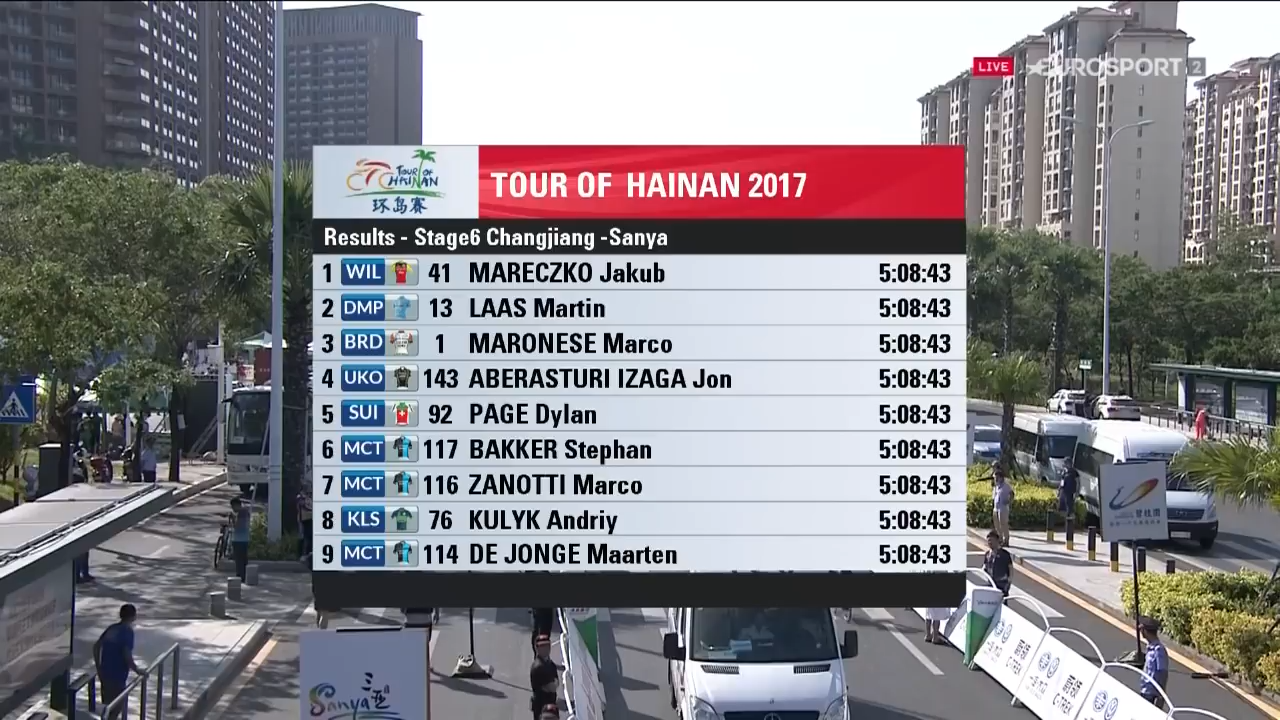 LIVE EUROSPORT 2
TOUR OF HAINAN 环岛赛
TOUR OF  HAINAN 2017
Results - Stage6 Changjiang -Sanya
1 WIL 41 MARECZKO Jakub 5:08:43
2 DMP 13 LAAS Martin 5:08:43
3 BRD 1 MARONESE Marco 5:08:43
4 UKO 143 ABERASTURI IZAGA Jon 5:08:43
5 SUI 92 PAGE Dylan 5:08:43
6 MCT 117 BAKKER Stephan 5:08:43
7 MCT 116 ZANOTTI Marco 5:08:43
8 KLS 76 KULYK Andriy 5:08:43
9 MCT 114 DE JONGE Maarten 5:08:43
三亚
Sanya